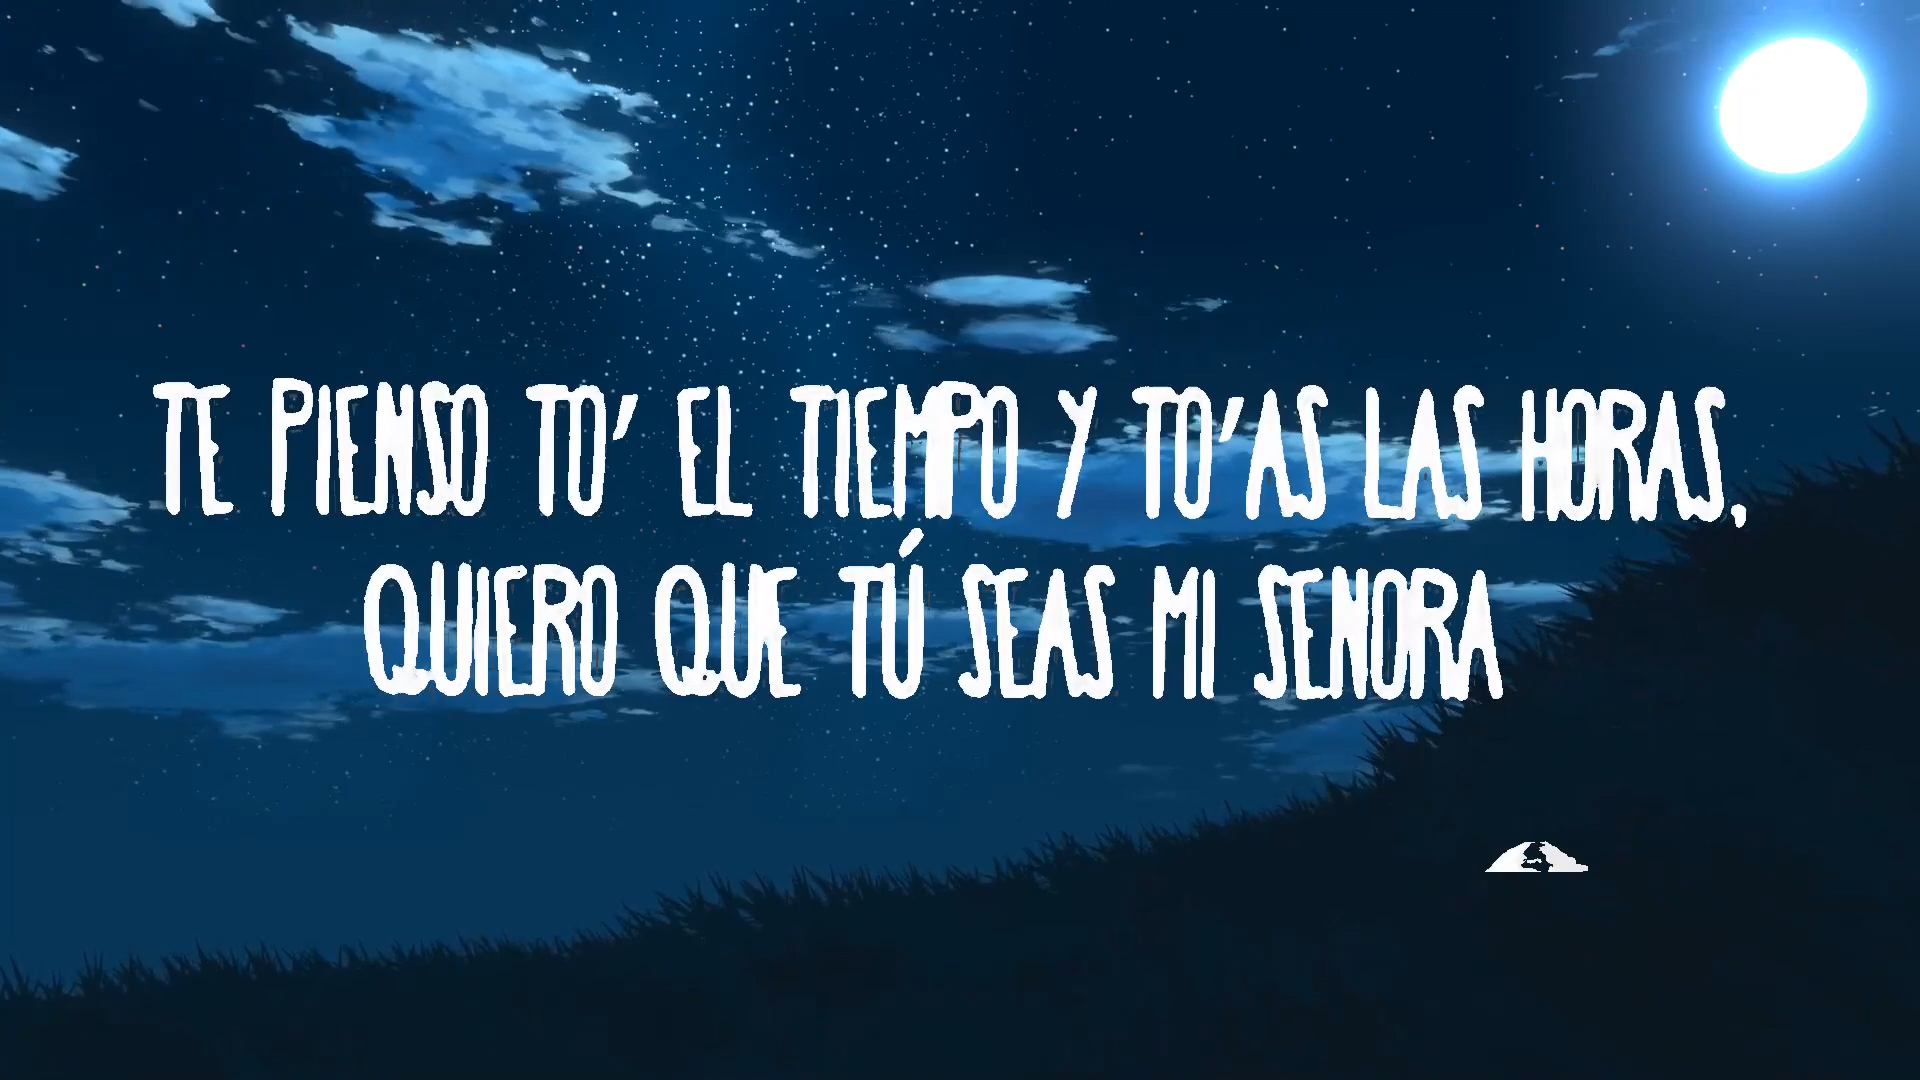 TE PIENSO TO' EL TIEMPO Y TO'AS LAS HORAS,
QUIERO QUE TÚ SEAS MI SENORA